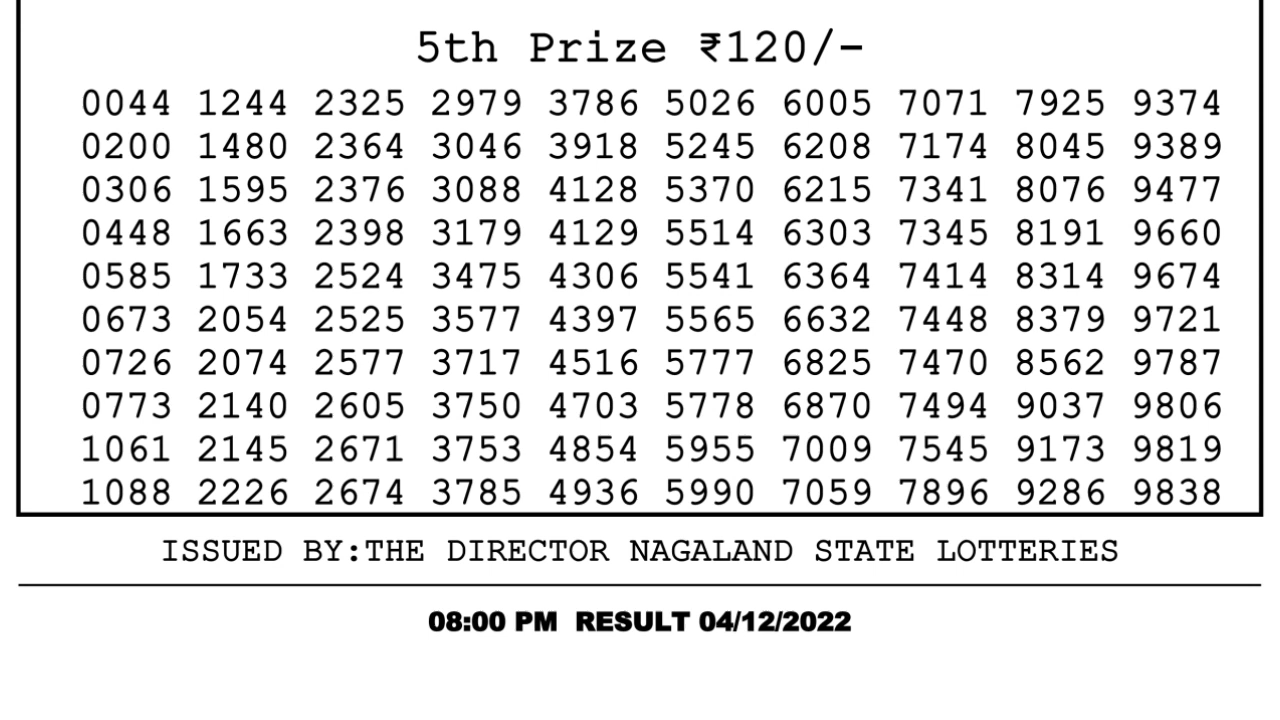 5th Prize ₹120/-
0044 1244 2325 2979 3786 5026 6005 7071 7925 9374
0200 1480 2364 3046 3918 5245 6208 7174 8045 9389
0306 1595 2376 3088 4128 5370 6215 7341 8076 9477
0448 1663 2398 3179 4129 5514 6303 7345 8191 9660
0585 1733 2524 3475 4306 5541 6364 7414 8314 9674
0673 2054 2525 3577 4397 5565 6632 7448 8379 9721
0726 2074 2577 3717 4516 5777 6825 7470 8562 9787
0773 2140 2605 3750 4703 5778 6870 7494 9037 9806
1061 2145 2671 3753 4854 5955 7009 7545 9173 9819
1088 2226 2674 3785 4936 5990 7059 7896 9286 9838
ISSUED BY:THE DIRECTOR NAGALAND STATE LOTTERIES
08:00 PM RESULT 04/12/2022